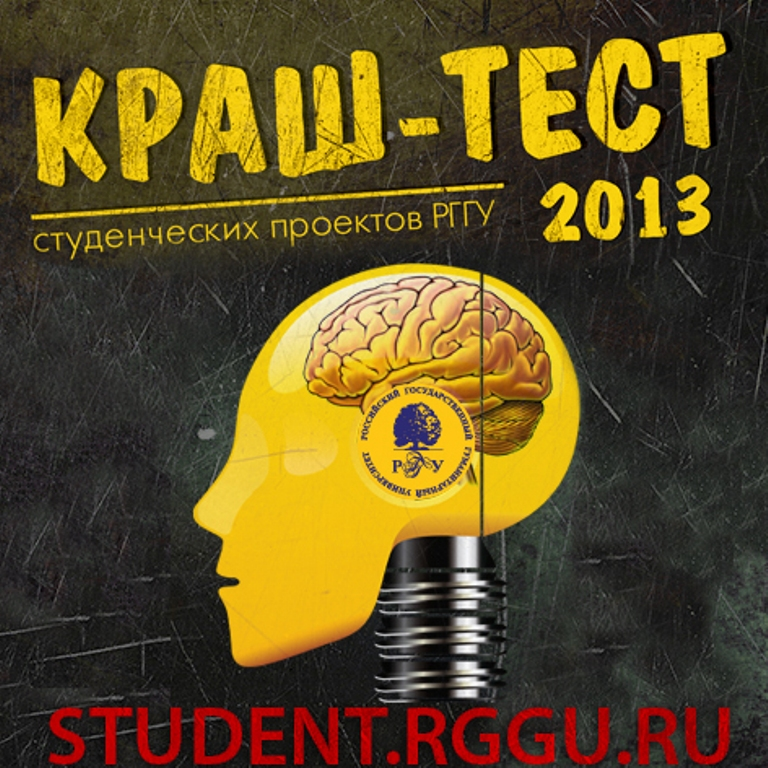 КРАШ-ТЕСТ
студенческих проектов РГГУ
2013
РОССИЙСКИЙ ГОСУДАРСТВЕННЫЙ ГУМАНИТАРНЫЙ УНИВЕРСИТЕТ
РГГУ
STUDENT.RGGU.RU